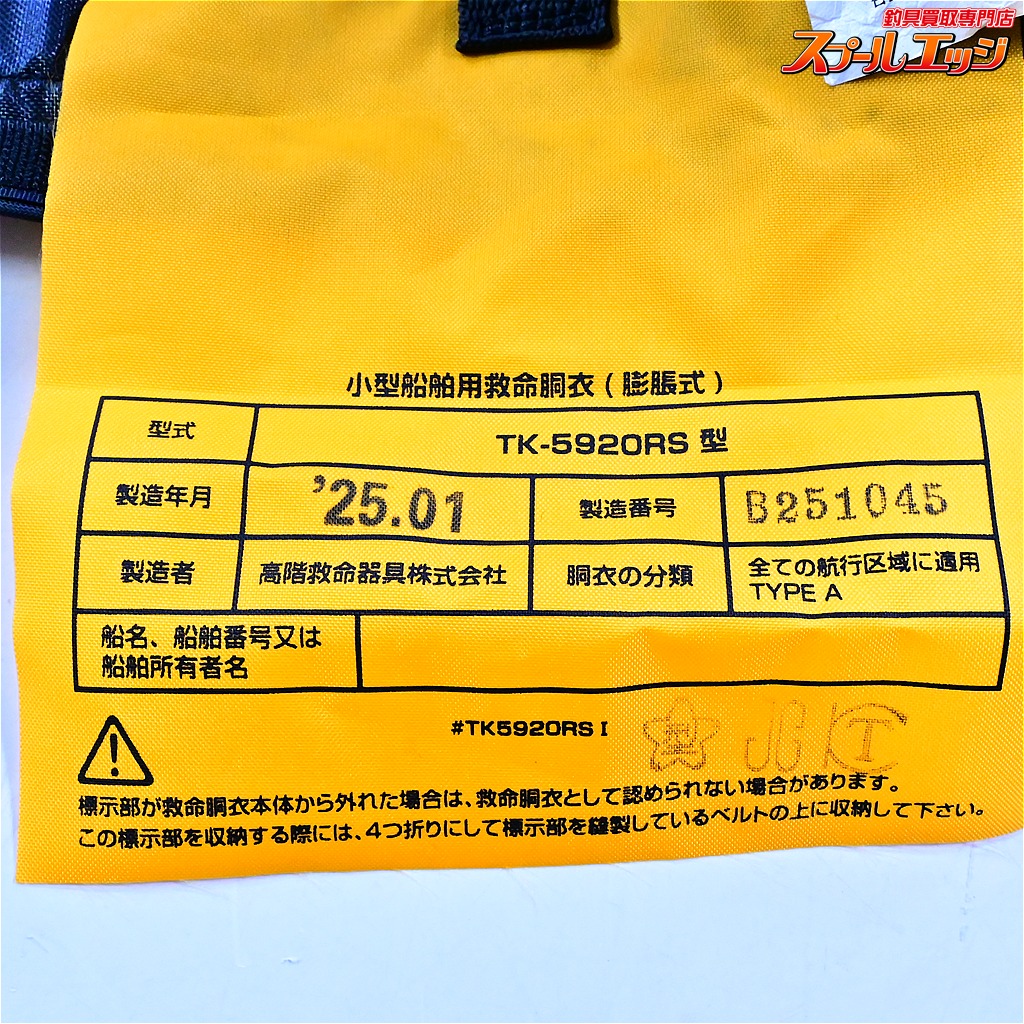 釣具買取専門店
スプールエッジ
小型船舶用救命胴衣 ( 膨脹式 )
型式
TK-5920RS 型
製造年月
'25.01
製造番号
B251045
製造者
高階救命器具株式会社
胴衣の分類
全ての航行区域に適用
TYPE A
船名、船舶番号又は
船舶所有者名
#TK5920RS I
標示部が救命胴衣本体から外れた場合は、救命胴衣として認められない場合があります。
この標示部を収納する際には、4つ折りにして標示部を縫製しているベルトの上に収納して下さい。